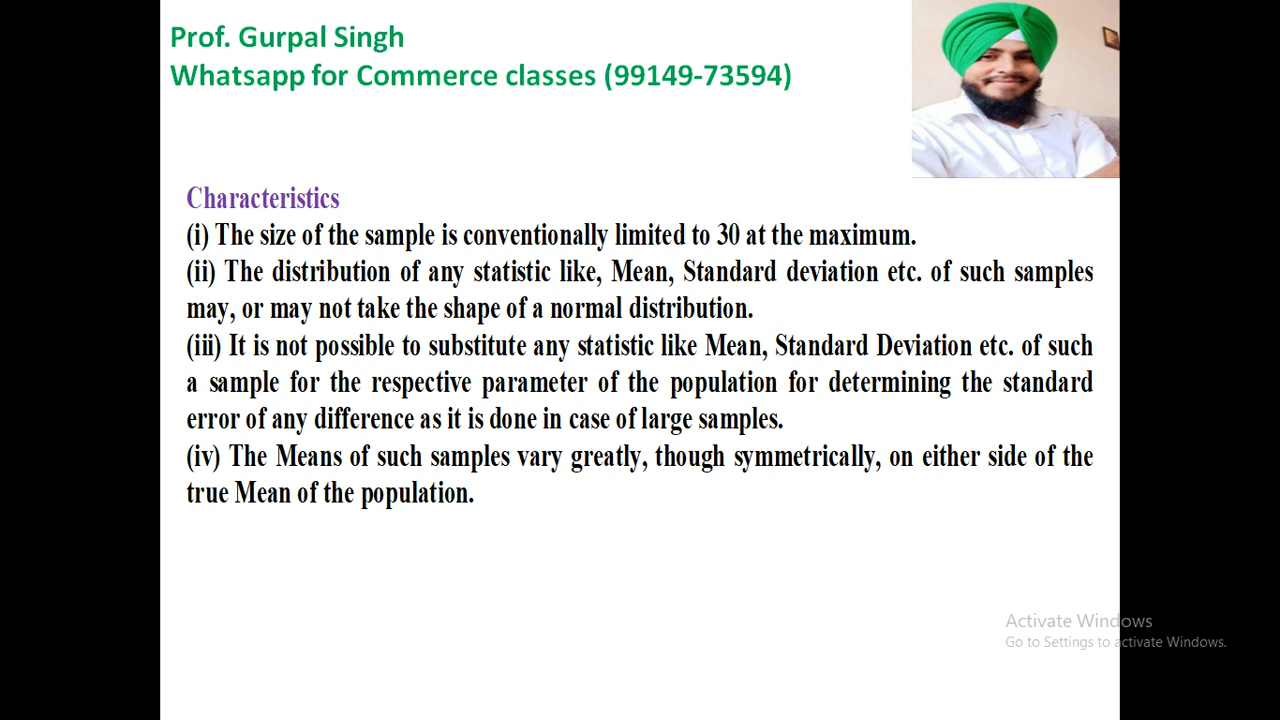 Prof. Gurpal Singh
Whatsapp for Commerce classes (99149-73594)
Characteristics
(i) The size of the sample is conventionally limited to 30 at the maximum.
(ii) The distribution of any statistic like, Mean, Standard deviation etc. of such samples
may, or may not take the shape of a normal distribution.
(iii) It is not possible to substitute any statistic like Mean, Standard Deviation etc. of such
a sample for the respective parameter of the population for determining the standard
error of any difference as it is done in case of large samples.
(iv) The Means of such samples vary greatly, though symmetrically, on either side of the
true Mean of the population.
Activate Windows
Go to Settings to activate Windows.